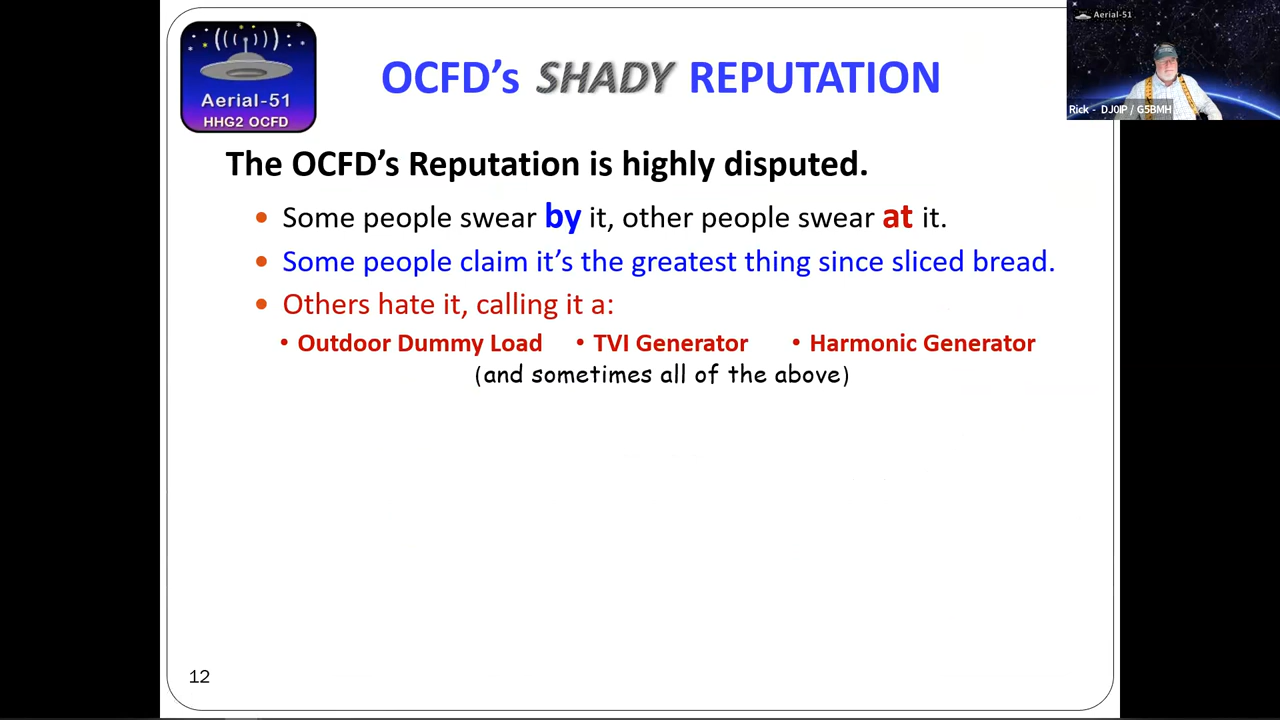 Aerial-51
HHG2 OCFD
OCFD's SHADY REPUTATION
Aerial-51
Rick - DJ0IP / G5BMH
The OCFD's Reputation is highly disputed.
• Some people swear by it, other people swear at it.
• Some people claim it's the greatest thing since sliced bread.
• Others hate it, calling it a:
• Outdoor Dummy Load • TVI Generator • Harmonic Generator
(and sometimes all of the above)
12